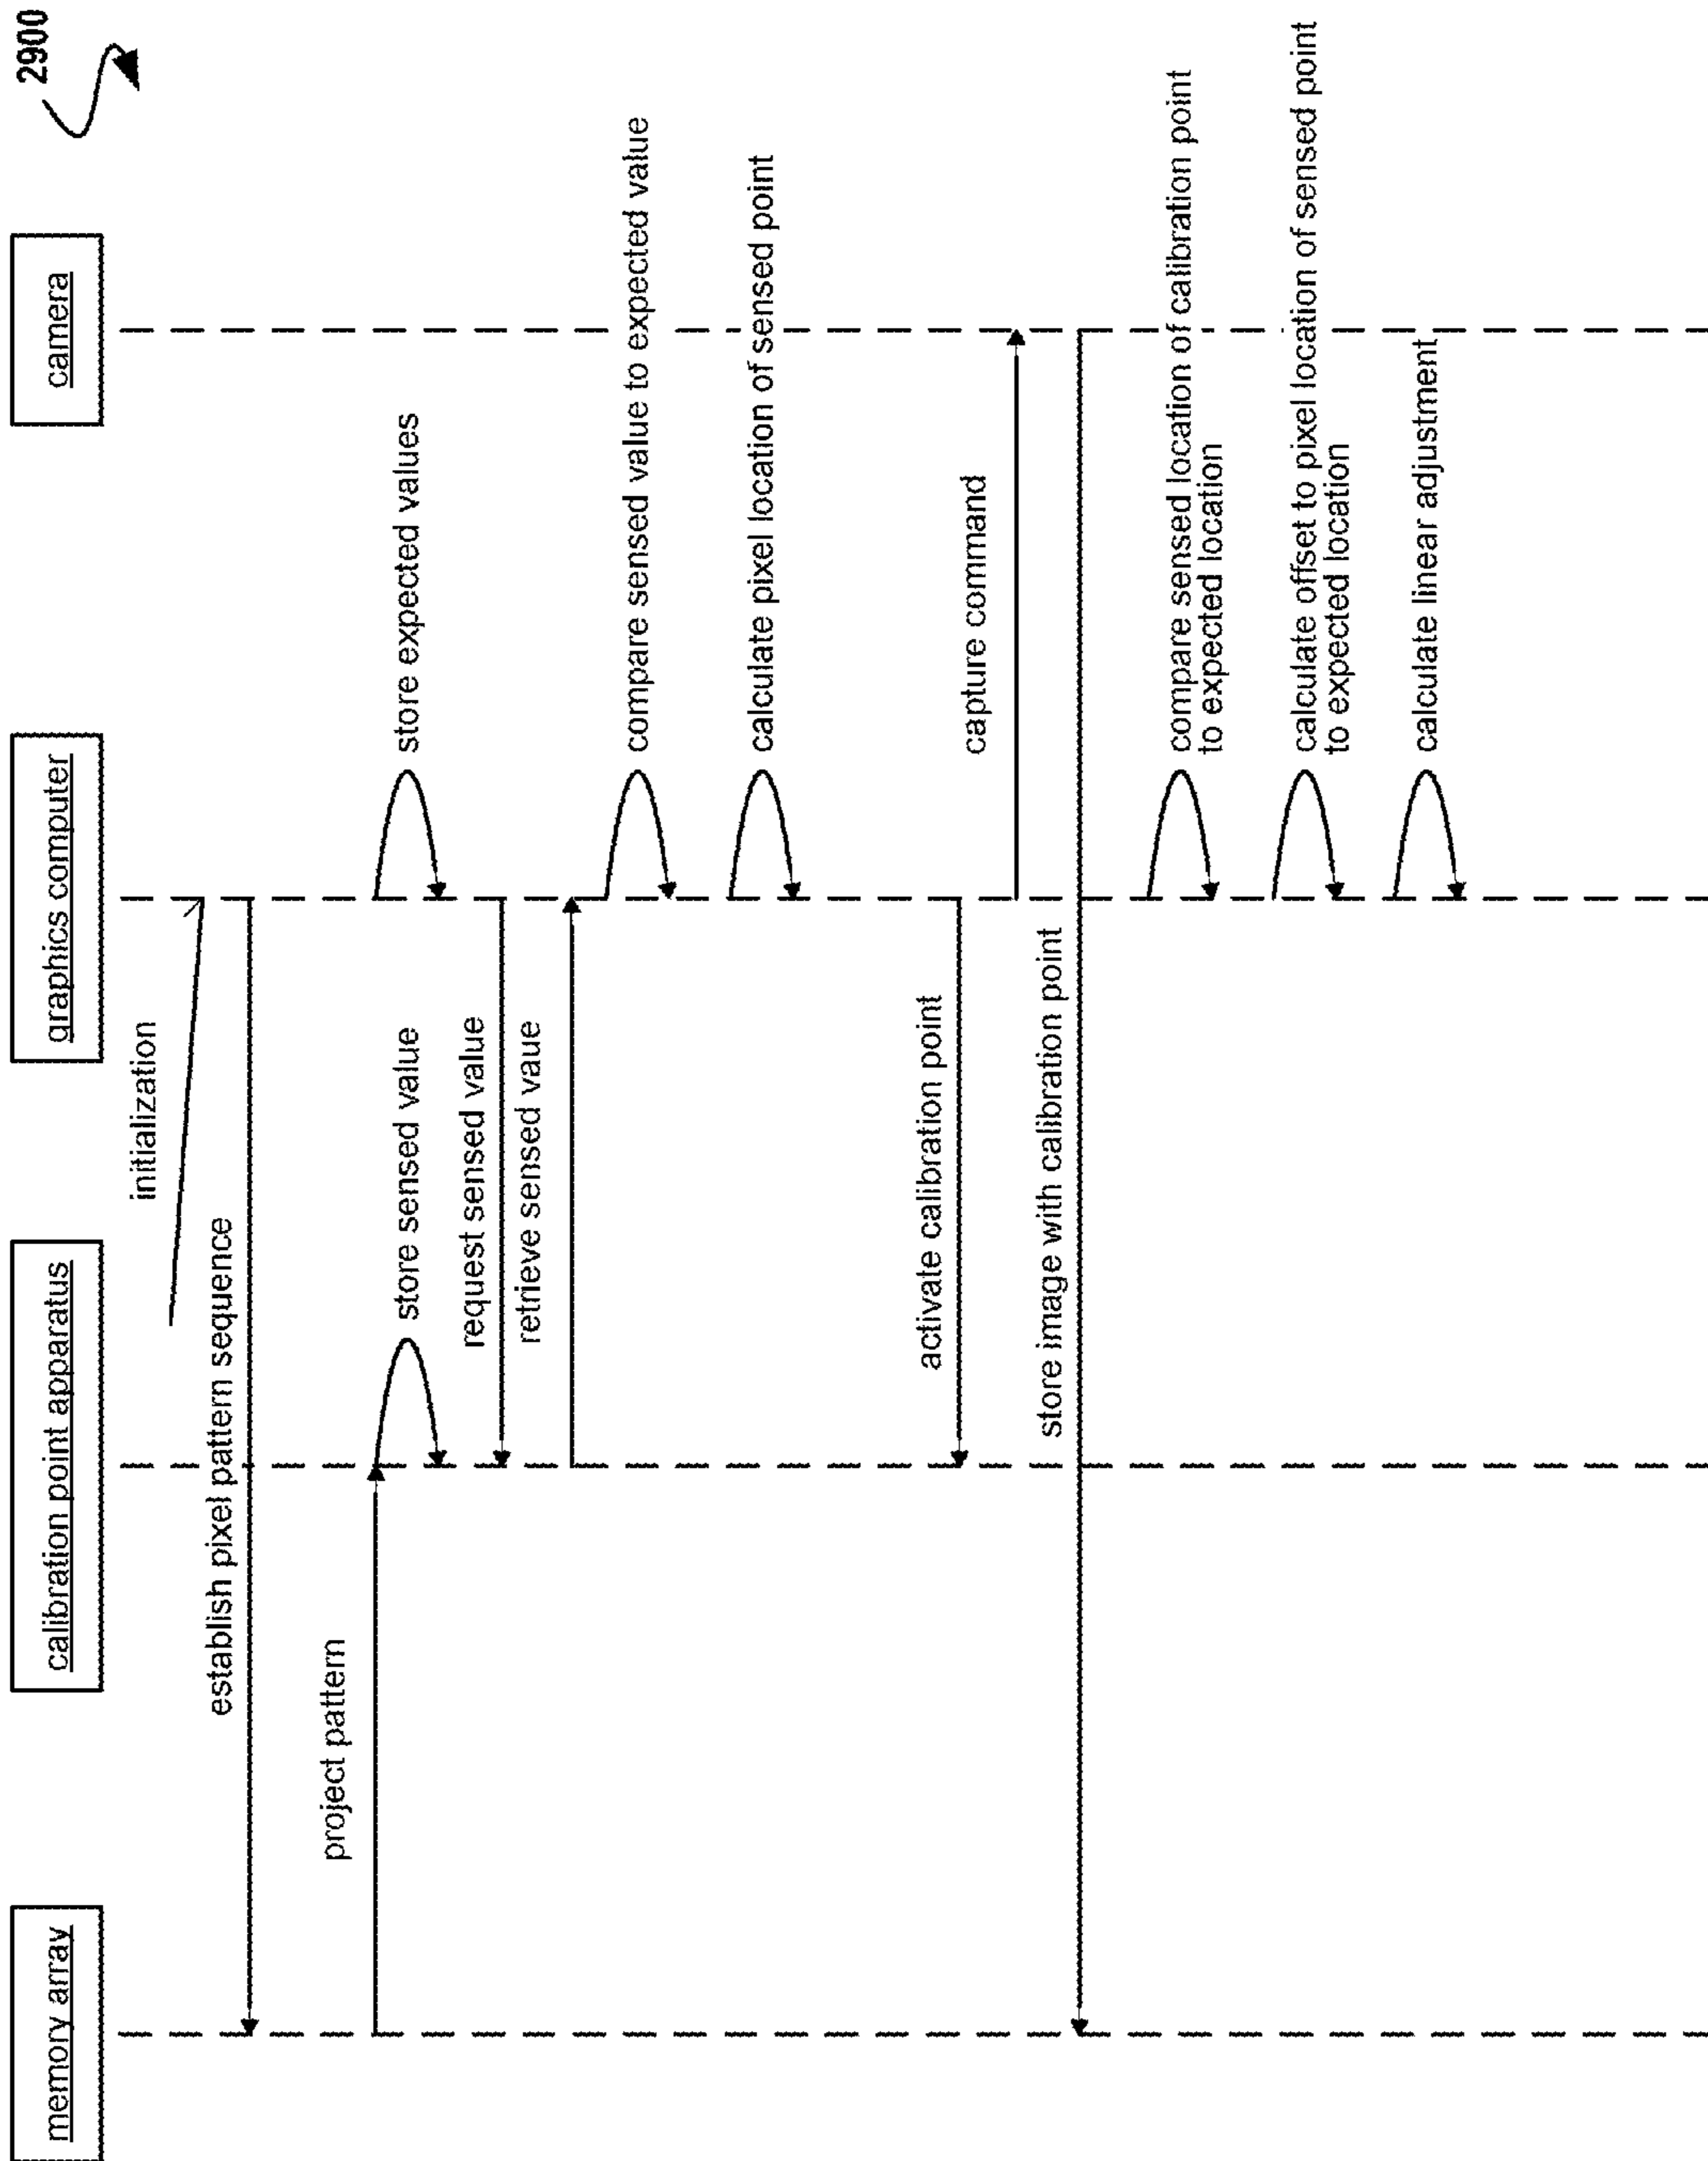 2900
memory array
calibration point apparatus
graphics computer
camera
initialization
establish pixel pattern sequence
project pattern
store sensed value
store expected values
request sensed value
retrieve sensed vaue
compare sensed value to expected value
calculate pixel location of sensed point
activate calibration point
capture command
store image with calibration point
compare sensed location of calibration point
to expected location
calculate offset to pixel location of sensed point
to expected location
calculate linear adjustment